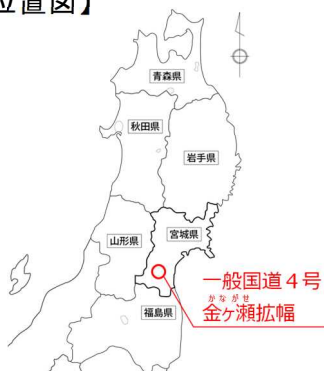 位置図】
青森県
秋田県
岩手県
山形県
宮城県
一般国道４号
かながせ
金ヶ瀬拡幅
福島県